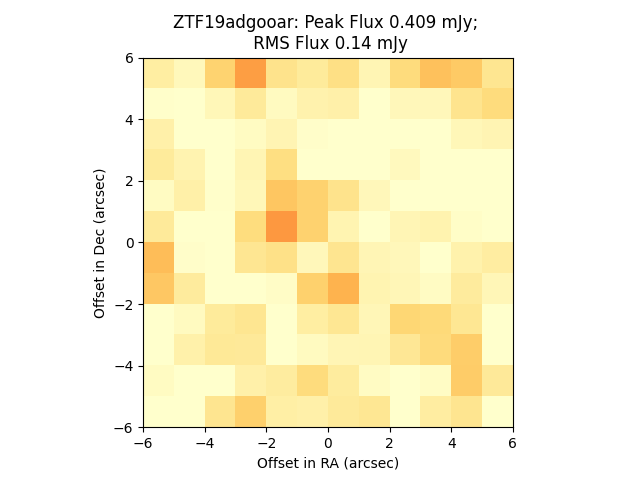 ZTF19adgooar: Peak Flux 0.409 mJy;
RMS Flux 0.14 mJy
6
4
2
0
−2
−4
−6
Offset in Dec (arcsec)
−6 −4 −2 0 2 4 6
Offset in RA (arcsec)